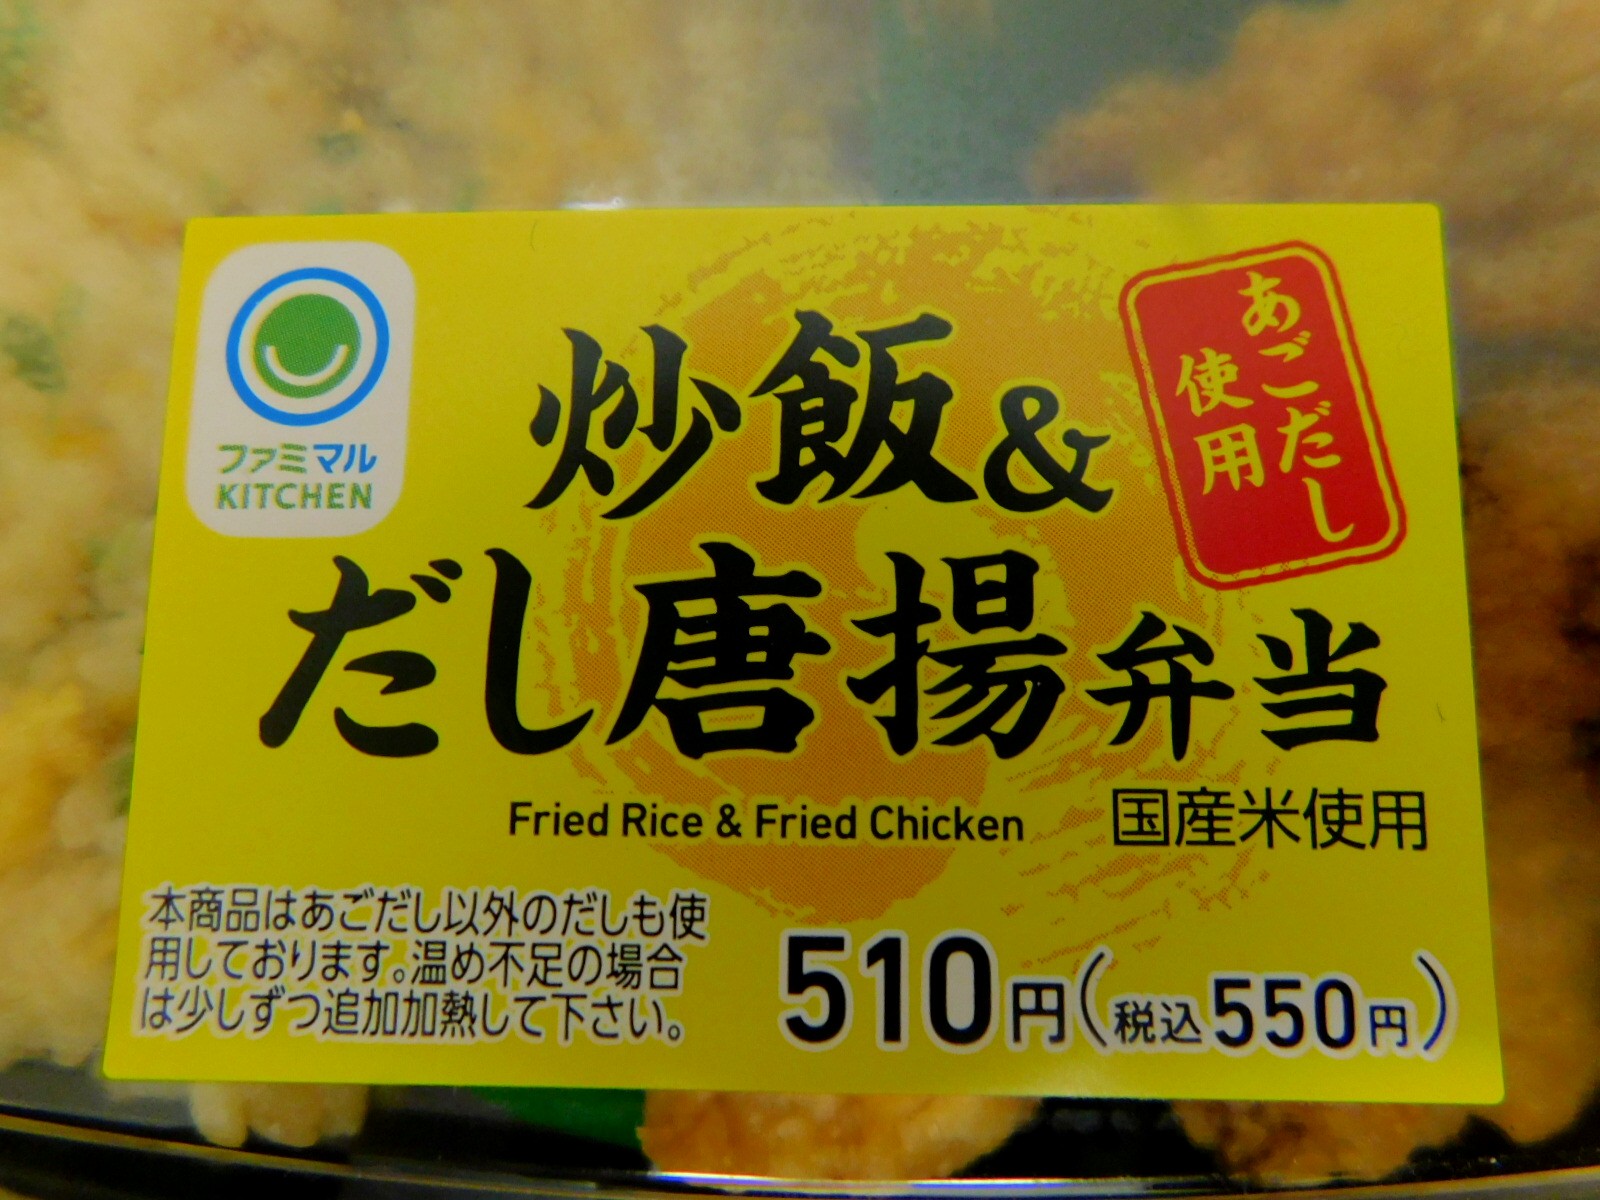 ファミマル
KITCHEN
炒飯&
だし唐揚弁当
あごだし
使用
Fried Rice & Fried Chicken
国産米使用
本商品はあごだし以外のだしも使
用しております。温め不足の場合
は少しずつ追加加熱して下さい。
510円(税込550円)